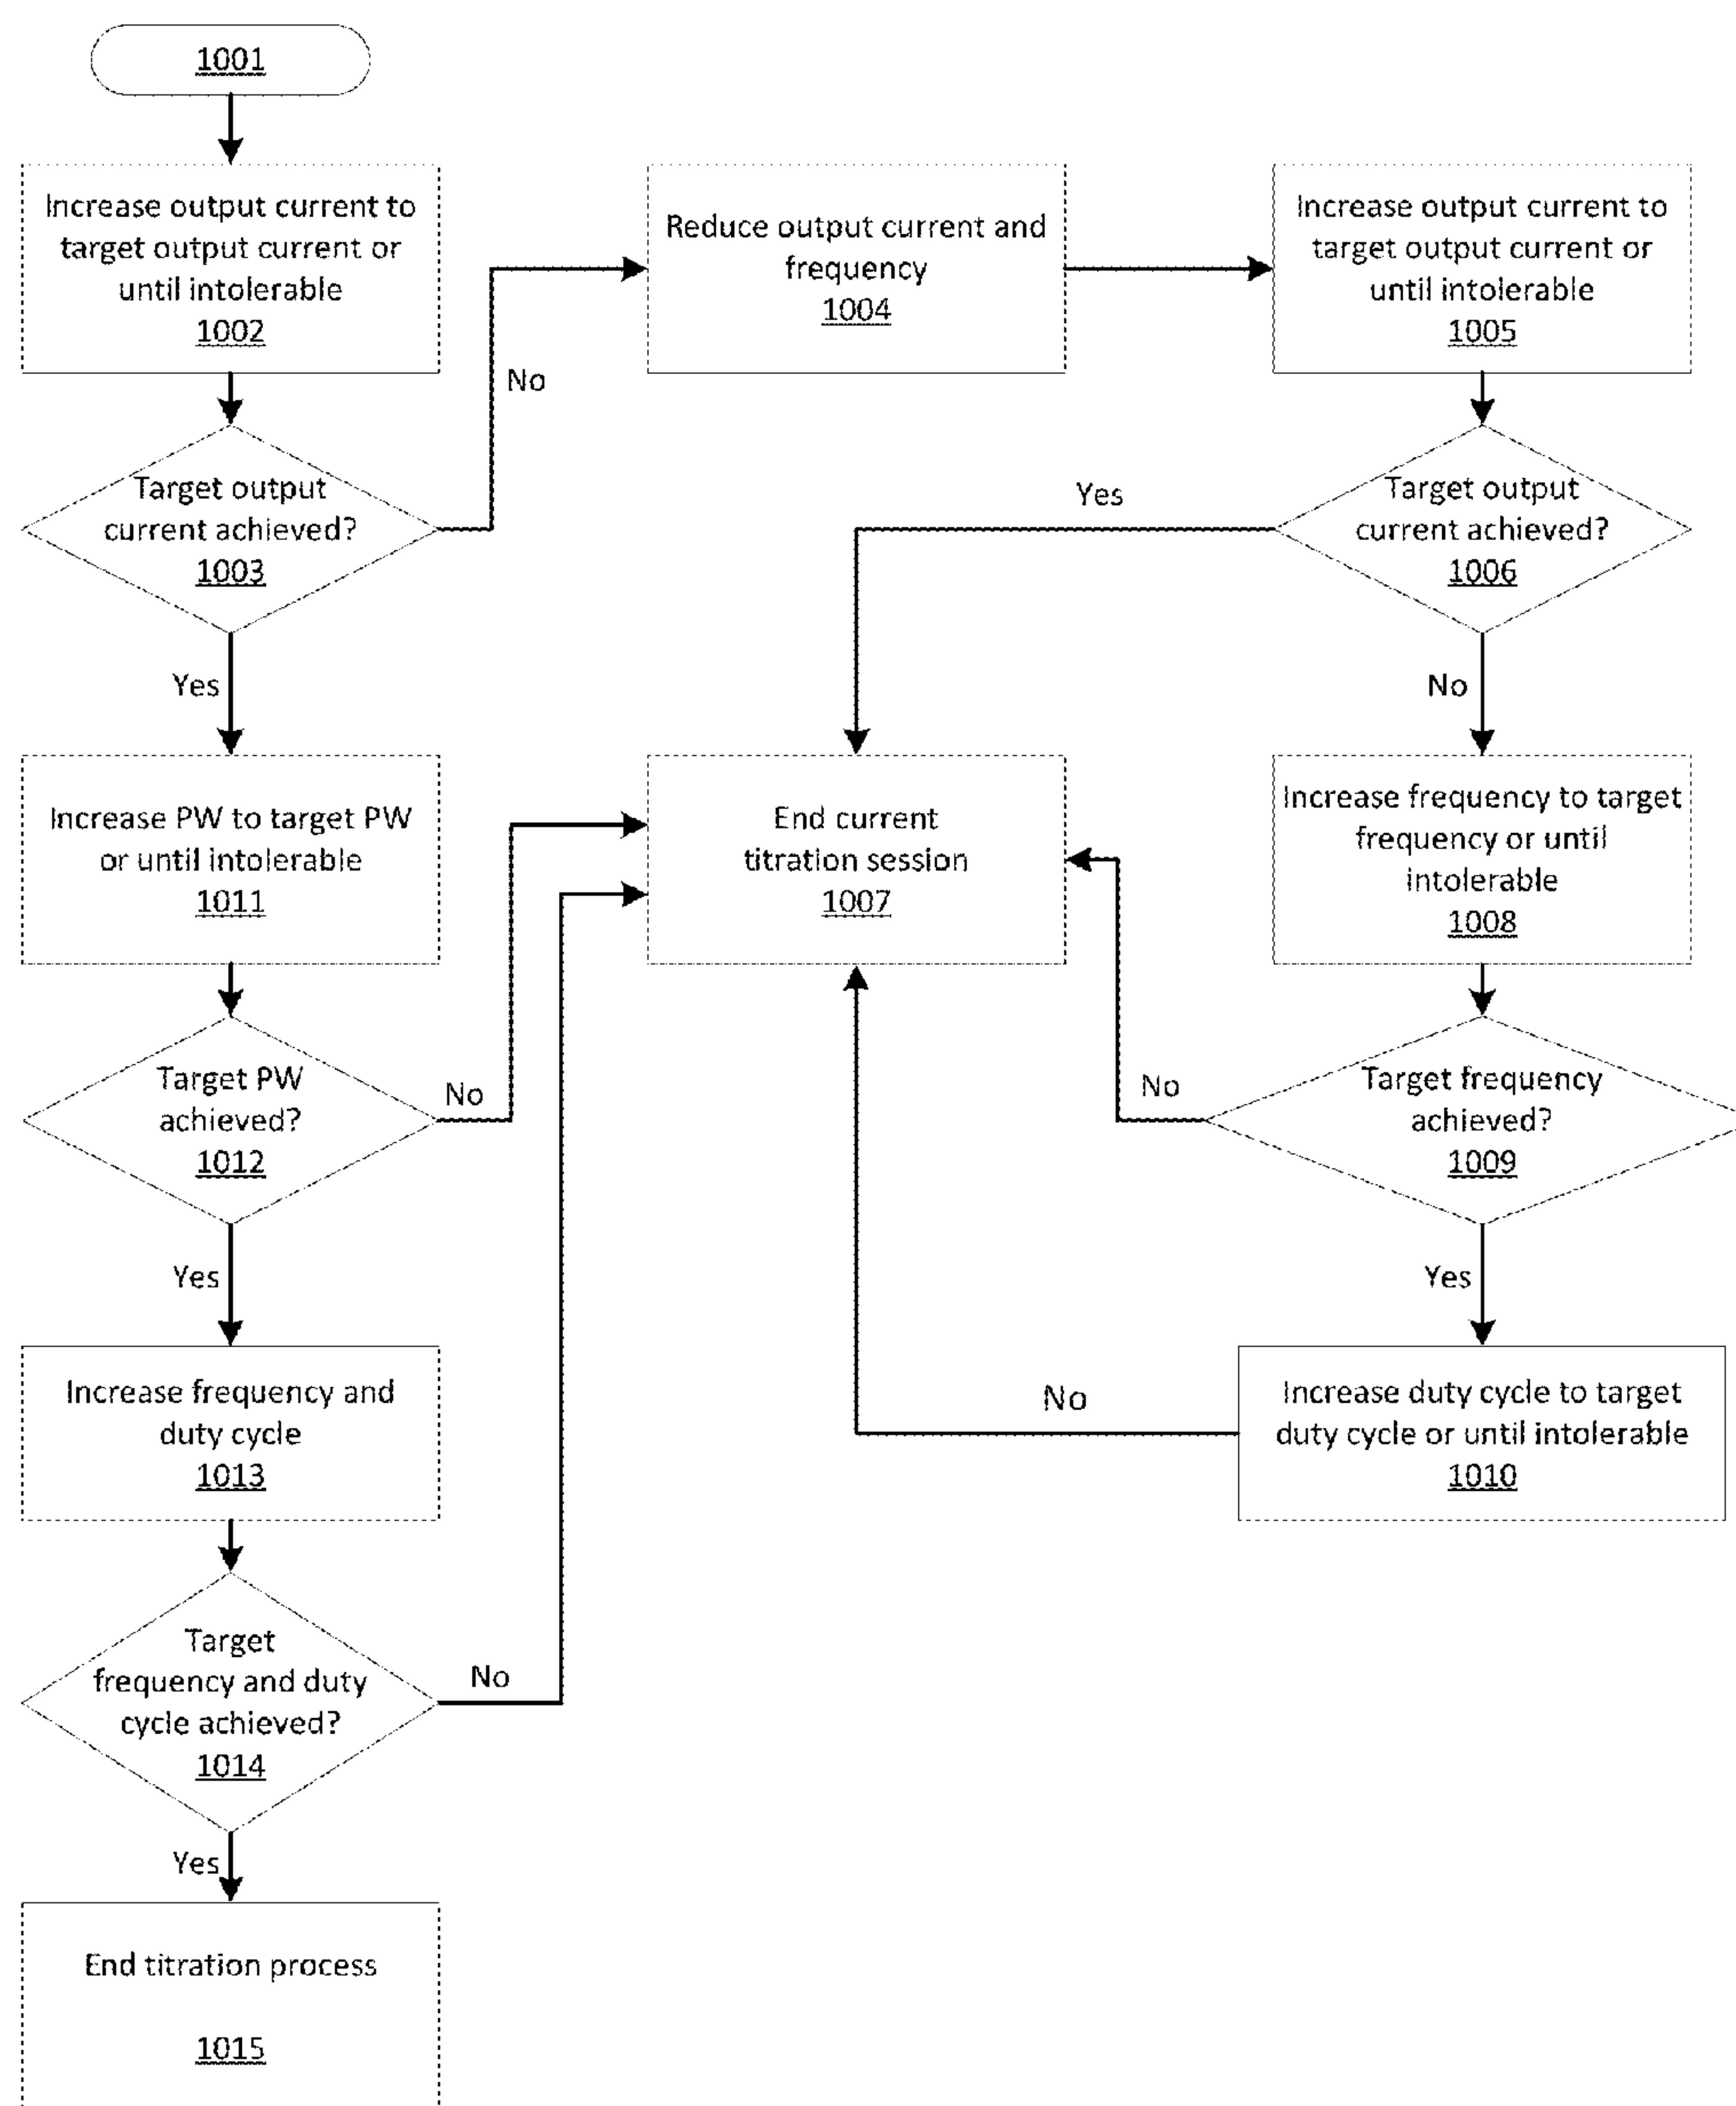 1001
Increase output current to
target output current or
until intolerable
1002
Reduce output current and
frequency
1004
Increase output current to
target output current or
until intolerable
1005
No
Target output
current achieved?
1003
Yes
Target output
current achieved?
1006
Yes
No
Increase PW to target PW
or until intolerable
1011
End current
titration session
1007
Increase frequency to target
frequency or until
intolerable
1008
Target PW
achieved?
1012
No
No
Target frequency
achieved?
1009
Yes
Yes
Increase frequency and
duty cycle
1013
No
Increase duty cycle to target
duty cycle or until intolerable
1010
Target
frequency and duty
cycle achieved?
1014
No
Yes
End titration process
1015